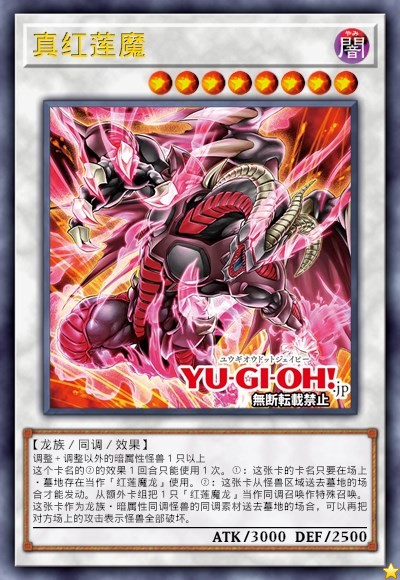 真红莲魔
やみ
闇
ユウギオウドットジェイピー
YU-GI-OH!.jp
無断転載禁止
【龙族/同调/效果】
调整+调整以外的暗属性怪兽1只以上
这个卡名的②的效果1回合只能使用1次。①：这张卡的卡名只要在场上
・墓地存在当作「红莲魔龙」使用。②：这张卡从怪兽区域送去墓地的场
合才能发动。从额外卡组把1只「红莲魔龙」当作同调召唤作特殊召唤。
这张卡作为龙族・暗属性同调怪兽的同调素材送去墓地的场合，可以再把
对方场上的攻击表示怪兽全部破坏。
ATK/3000 DEF/2500